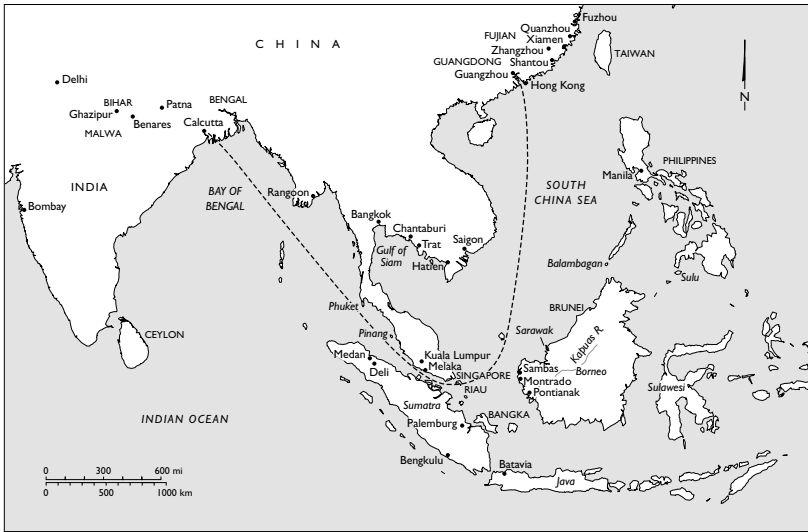 Fuzhou
Quanzhou
FUJIAN
Xiamen
CHINA
Zhangzhou
TAIWAN
GUANGDONG
Shantou
Guangzhou
Delhi
Hong Kong
BIHAR
Patna
BENGAL
N
Ghazipur
Benares
Calcutta
MALWA
PHILIPPINES
Manila
INDIA
BAY OF
BENGAL
Rangoon
SOUTH
CHINA SEA
Bombay
Bangkok
Chantaburi
Trat
Saigon
Gulf of
Siam
Hatien
Balambagan
Sulu
Phuket
BRUNEI
CEYLON
Pinang
Sarawak
Kapuas R.
Medan
Kuala Lumpur
Melaka
Deli
SINGAPORE
Sambas
Borneo
Montrado
RIAU
Pontianak
Sulawesi
Sumatra
BANGKA
INDIAN OCEAN
Palemburg
Bengkulu
Batavia
Java
0 300 600 mi
0 500 1000 km